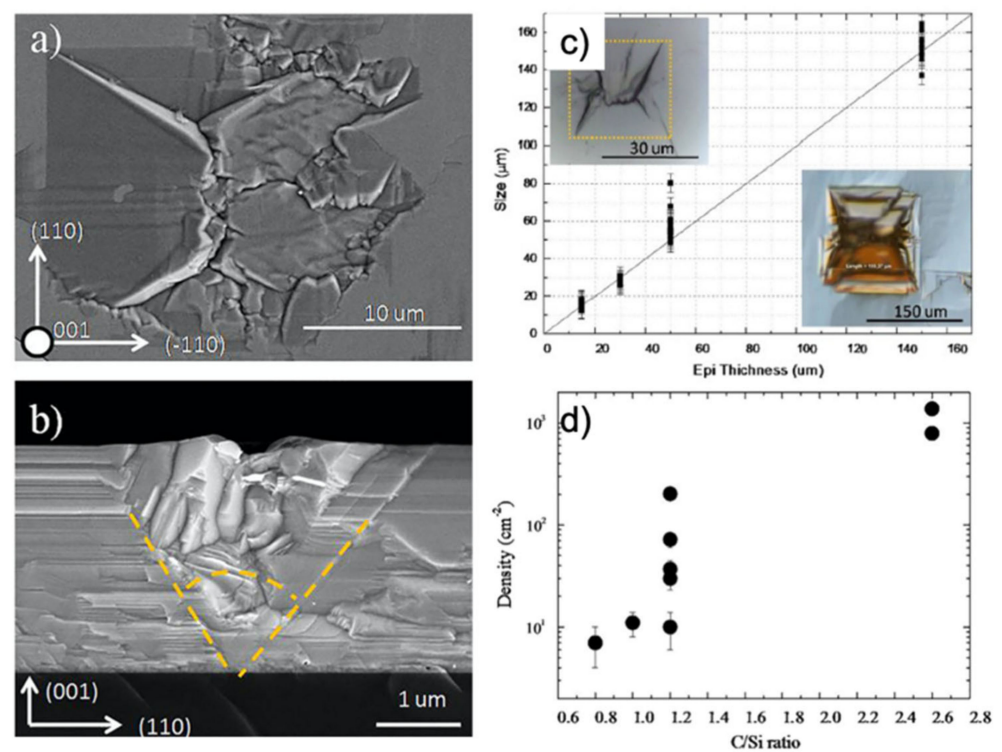 a)
(110)
001
(-110)
10 um
b)
(001)
(110)
1 um
c)
160
140
120
100
80
60
40
20
0
Size (μm)
30 um
150 um
0 20 40 60 80 100 120 140 160
Epi Thichness (um)
d)
10³
10²
10¹
Density (cm⁻²)
0.6 0.8 1.0 1.2 1.4 1.6 1.8 2.0 2.2 2.4 2.6 2.8
C/Si ratio